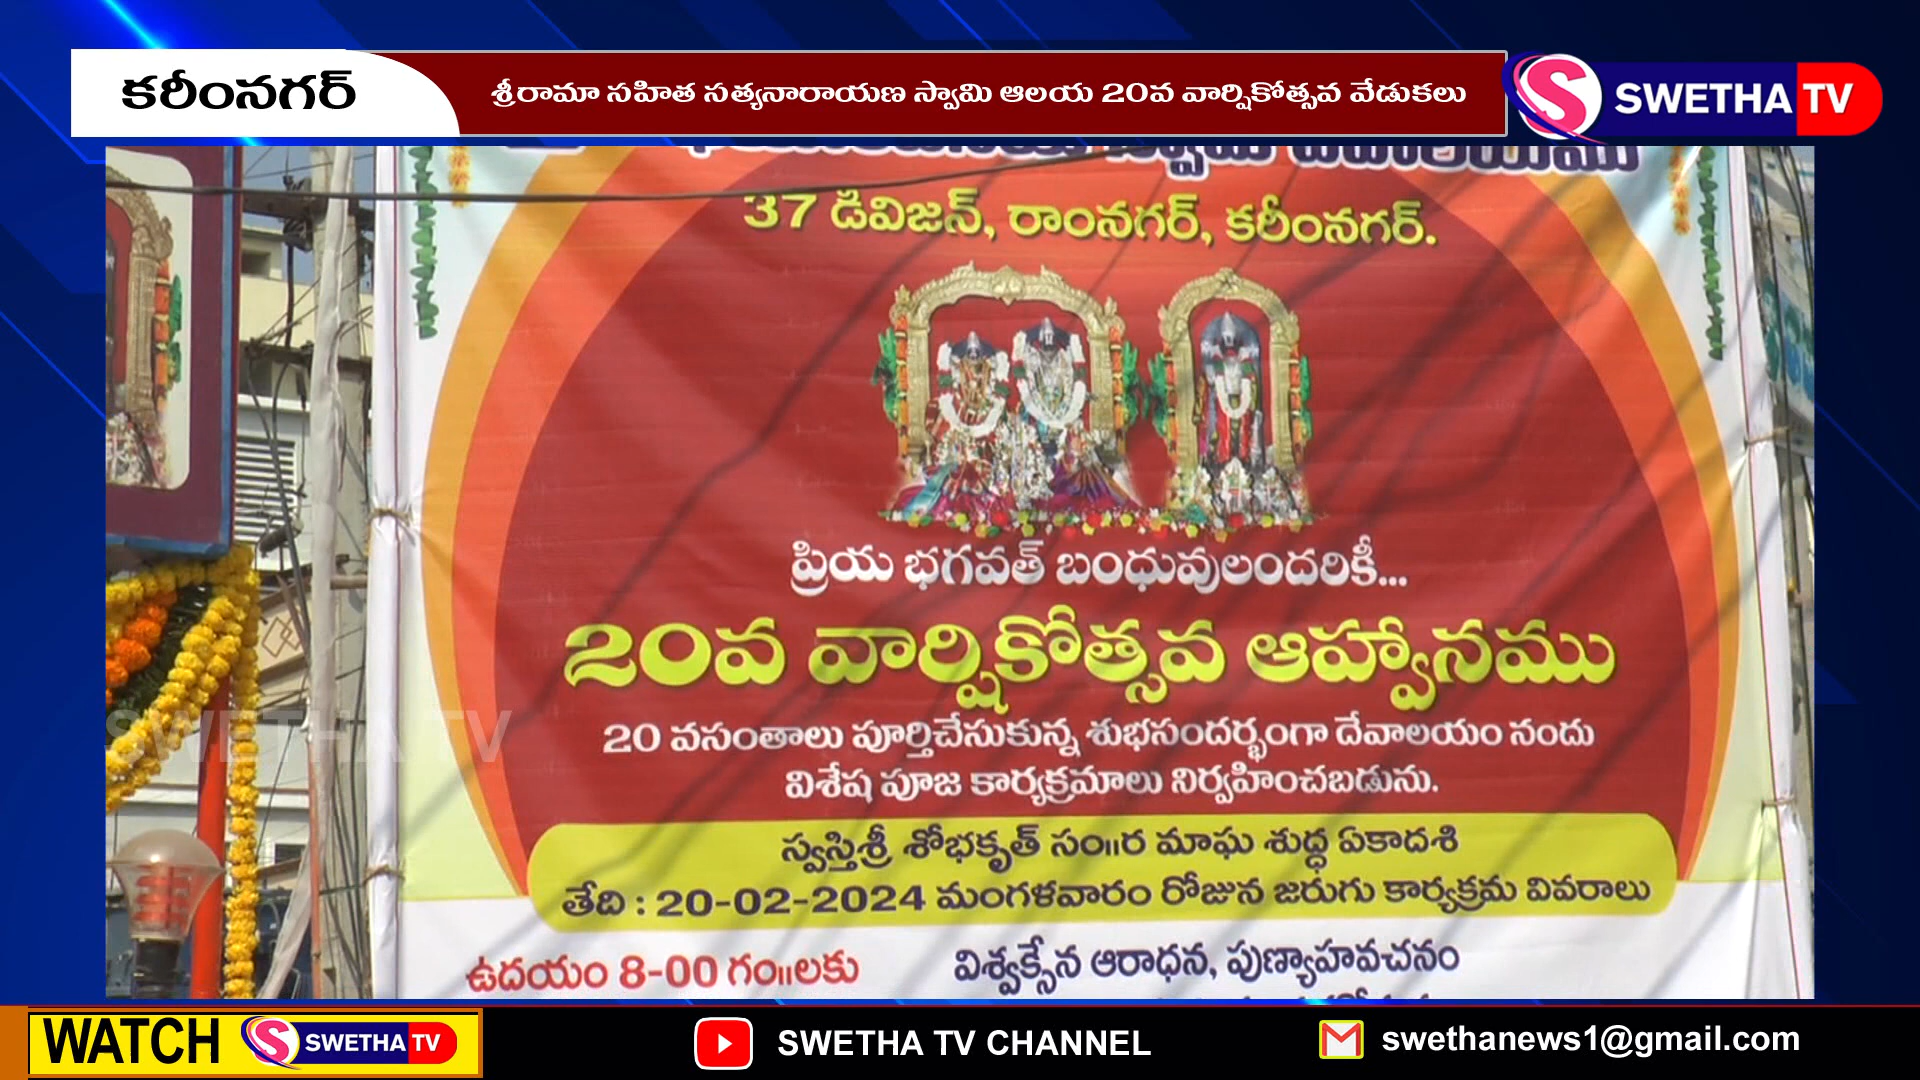 కరీంనగర్
శ్రీరామా సహిత సత్యనారాయణ స్వామి ఆలయ 20వ వార్షికోత్సవ వేడుకలు
SWETHA TV
37 డివిజన్, రాంనగర్, కరీంనగర్.
ప్రియ భగవత్ బంధువులందరికీ...
20వ వార్షికోత్సవ ఆహ్వానము
20 వసంతాలు పూర్తిచేసుకున్న శుభసందర్భంగా దేవాలయం నందు
విశేష పూజ కార్యక్రమాలు నిర్వహించబడును.
స్వస్తిశ్రీ శోభకృత్ సం॥ర మాఘ శుద్ధ ఏకాదశి
తేది : 20-02-2024 మంగళవారం రోజున జరుగు కార్యక్రమ వివరాలు
ఉదయం 8-00 గం॥లకు విశ్వక్సేన ఆరాధన, పుణ్యాహవచనం
SWETHA TV
WATCH SWETHA TV
SWETHA TV CHANNEL
swethanews1@gmail.com